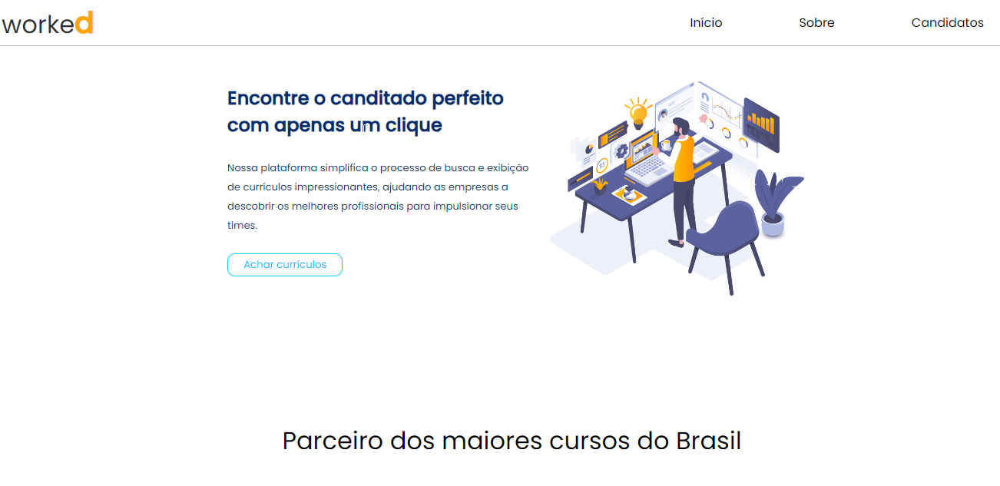 worked
Início
Sobre
Candidatos
Encontre o canditado perfeito
com apenas um clique
Nossa plataforma simplifica o processo de busca e exibição
de currículos impressionantes, ajudando as empresas a
descobrir os melhores profissionais para impulsionar seus
times.
Achar currículos
Parceiro dos maiores cursos do Brasil